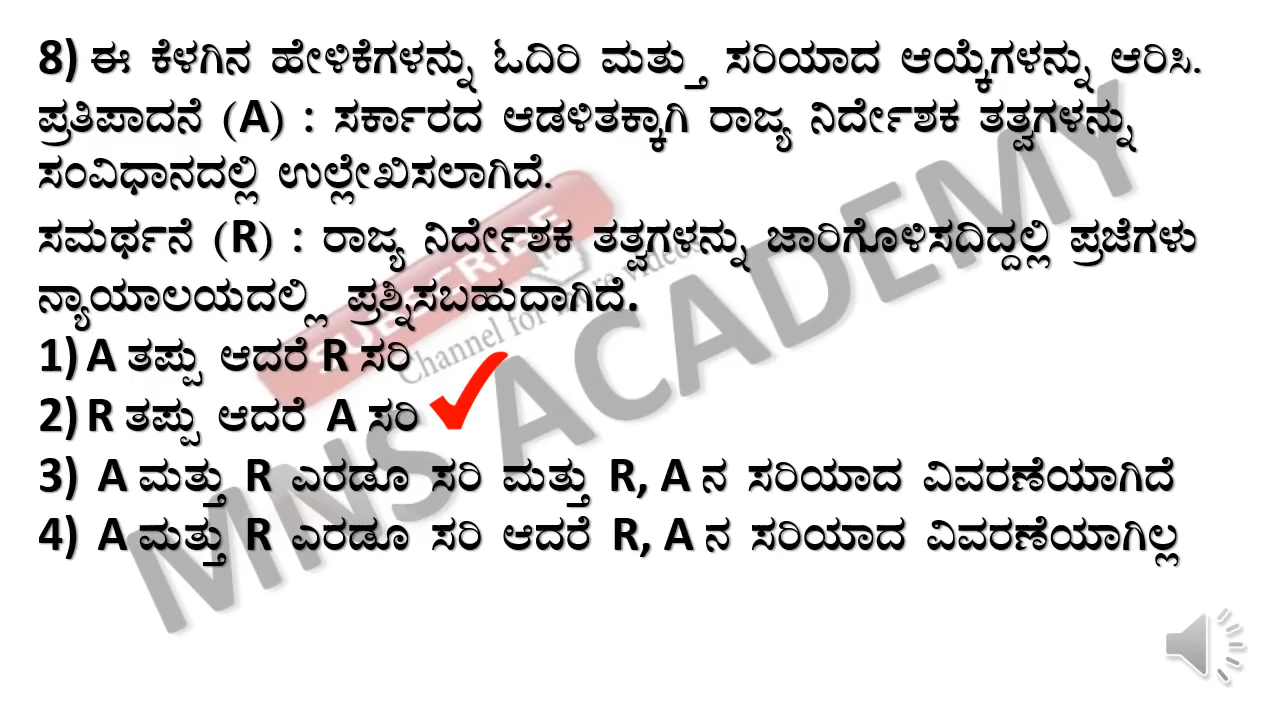 8) ಈ ಕೆಳಗಿನ ಹೇಳಿಕೆಗಳನ್ನು ಓದಿರಿ ಮತ್ತು ಸರಿಯಾದ ಆಯ್ಕೆಗಳನ್ನು ಆರಿಸಿ.
ಪ್ರತಿಪಾದನೆ (A) : ಸರ್ಕಾರದ ಆಡಳಿತಕ್ಕಾಗಿ ರಾಜ್ಯ ನಿರ್ದೇಶಕ ತತ್ವಗಳನ್ನು
ಸಂವಿಧಾನದಲ್ಲಿ ಉಲ್ಲೇಖಿಸಲಾಗಿದೆ.
ಸಮರ್ಥನೆ (R) : ರಾಜ್ಯ ನಿರ್ದೇಶಕ ತತ್ವಗಳನ್ನು ಜಾರಿಗೊಳಿಸದಿದ್ದಲ್ಲಿ ಪ್ರಜೆಗಳು
ನ್ಯಾಯಾಲಯದಲ್ಲಿ ಪ್ರಶ್ನಿಸಬಹುದಾಗಿದೆ.
1) A ತಪ್ಪು ಆದರೆ R ಸರಿ
2) R ತಪ್ಪು ಆದರೆ A ಸರಿ
3) A ಮತ್ತು R ಎರಡೂ ಸರಿ ಮತ್ತು R, A ನ ಸರಿಯಾದ ವಿವರಣೆಯಾಗಿದೆ
4) A ಮತ್ತು R ಎರಡೂ ಸರಿ ಆದರೆ R, A ನ ಸರಿಯಾದ ವಿವರಣೆಯಾಗಿಲ್ಲ
SUBSCRIBE
Channel for more videos
MNS ACADEMY